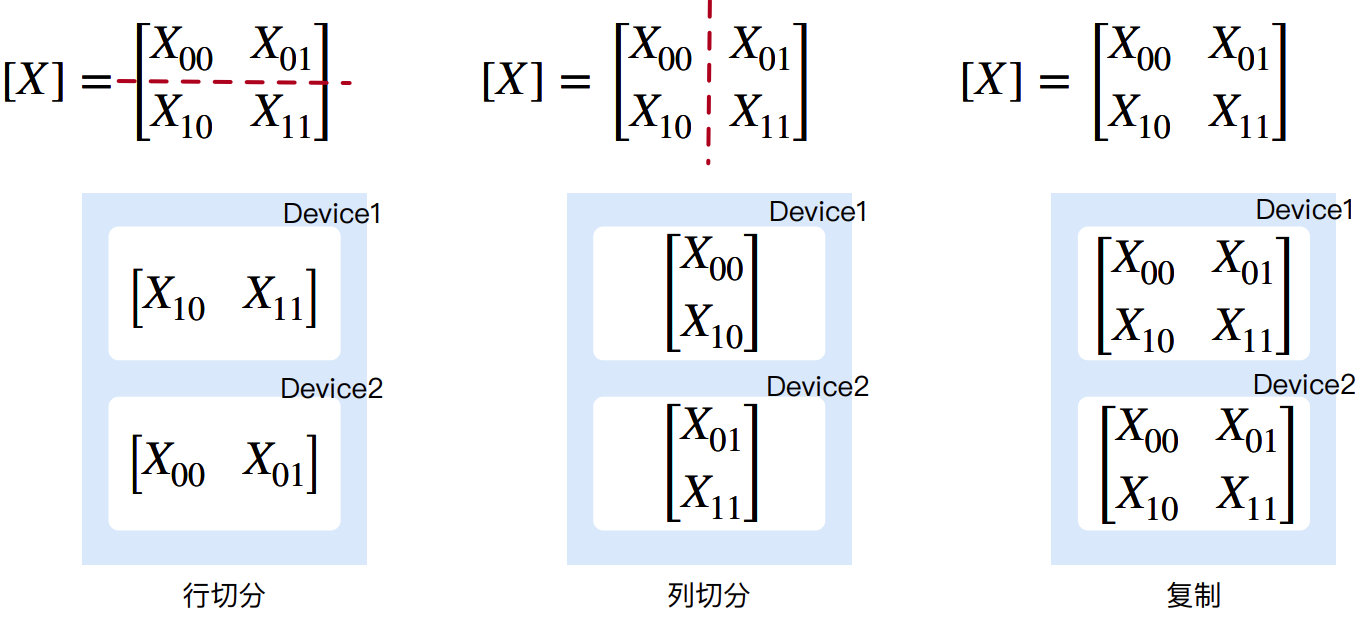 [X] = [X00 X01
X10 X11]
Device1
[X10 X11]
Device2
[X00 X01]
行切分
[X] = [X00 X01
X10 X11]
Device1
[X00
X10]
Device2
[X01
X11]
列切分
[X] = [X00 X01
X10 X11]
Device1
[X00 X01
X10 X11]
Device2
[X00 X01
X10 X11]
复制